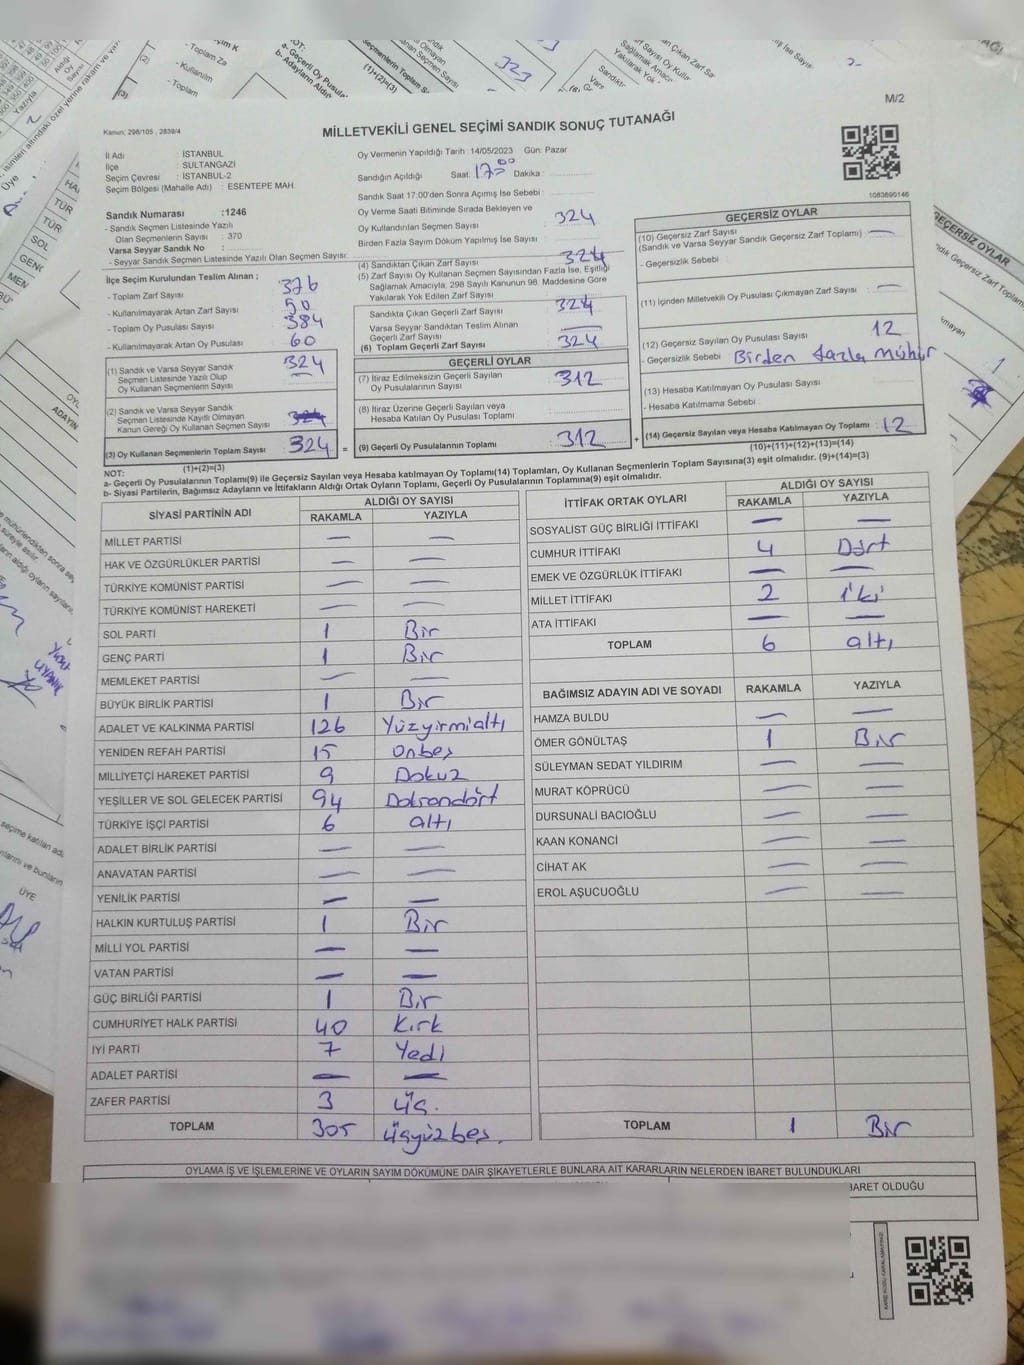 M/2
Kanun; 298/105 , 2839/4
MİLLETVEKİLİ GENEL SEÇİMİ SANDIK SONUÇ TUTANAĞI
İl Adı : İSTANBUL
İlçe : SULTANGAZİ
Seçim Çevresi : İSTANBUL-2
Seçim Bölgesi (Mahalle Adı) : ESENTEPE MAH.
Oy Vermenin Yapıldığı Tarih : 14/05/2023 Gün: Pazar
Sandığın Açıldığı Saat: 17:00 Dakika :
Sandık Saat 17:00'den Sonra Açılmış İse Sebebi :
Oy Verme Saati Bitiminde Sırada Bekleyen ve
Oy Kullandırılan Seçmen Sayısı : 324
Birden Fazla Sayım Döküm Yapılmış İse Sayısı :
1083690146
Sandık Numarası :1246
- Sandık Seçmen Listesinde Yazılı
Olan Seçmenlerin Sayısı : 370
Varsa Seyyar Sandık No :
- Seyyar Sandık Seçmen Listesinde Yazılı Olan Seçmen Sayısı:
İlçe Seçim Kurulundan Teslim Alınan ;
- Toplam Zarf Sayısı : 376
- Kullanılmayarak Artan Zarf Sayısı : 50
- Toplam Oy Pusulası Sayısı : 384
- Kullanılmayarak Artan Oy Pusulası : 60
(1) Sandık ve Varsa Seyyar Sandık
Seçmen Listesinde Yazılı Olup
Oy Kullanan Seçmen Sayısı : 324
(2) Sandık ve Varsa Seyyar Sandık
Seçmen Listesinde Kayıtlı Olmayan
Kanun Gereği Oy Kullanan Seçmen Sayısı : 324
(3) Oy Kullanan Seçmenlerin Toplam Sayısı : 324 =
(1)+(2)=(3)
(4) Sandıktan Çıkan Zarf Sayısı : 324
(5) Zarf Sayısı Oy Kullanan Seçmen Sayısından Fazla İse, Eşitliği
Sağlamak Amacıyla, 298 Sayılı Kanunun 98. Maddesine Göre
Yakılarak Yok Edilen Zarf Sayısı :
Sandıkta Çıkan Geçerli Zarf Sayısı : 324
Varsa Seyyar Sandıktan Teslim Alınan
Geçerli Zarf Sayısı : —
(6) Toplam Geçerli Zarf Sayısı : 324
GEÇERLİ OYLAR
(7) İtiraz Edilmeksizin Geçerli Sayılan
Oy Pusulalarının Sayısı : 312
(8) İtiraz Üzerine Geçerli Sayılan veya
Hesaba Katılan Oy Pusulası Toplamı :
(9) Geçerli Oy Pusulalarının Toplamı : 312 +
GEÇERSİZ OYLAR
(10) Geçersiz Zarf Sayısı
(Sandık ve Varsa Seyyar Sandık Geçersiz Zarf Toplamı) : —
- Geçersizlik Sebebi :
(11) İçinden Milletvekili Oy Pusulası Çıkmayan Zarf Sayısı : —
(12) Geçersiz Sayılan Oy Pusulası Sayısı : 12
- Geçersizlik Sebebi : Birden fazla mühür
(13) Hesaba Katılmayan Oy Pusulası Sayısı :
- Hesaba Katılmama Sebebi :
(14) Geçersiz Sayılan veya Hesaba Katılmayan Oy Toplamı : 12
(10)+(11)+(12)+(13)=(14)
NOT:
a- Geçerli Oy Pusulalarının Toplamı(9) ile Geçersiz Sayılan veya Hesaba katılmayan Oy Toplamı(14) Toplamları, Oy Kullanan Seçmenlerin Toplam Sayısına(3) eşit olmalıdır. (9)+(14)=(3)
b- Siyasi Partilerin, Bağımsız Adayların ve İttifakların Aldığı Ortak Oyların Toplamı, Geçerli Oy Pusulalarının Toplamına(9) eşit olmalıdır.
SİYASİ PARTİNİN ADI ALDIĞI OY SAYISI
RAKAMLA YAZIYLA
MİLLET PARTİSİ — —
HAK VE ÖZGÜRLÜKLER PARTİSİ — —
TÜRKİYE KOMÜNİST PARTİSİ — —
TÜRKİYE KOMÜNİST HAREKETİ — —
SOL PARTİ 1 Bir
GENÇ PARTİ 1 Bir
MEMLEKET PARTİSİ — —
BÜYÜK BİRLİK PARTİSİ 1 Bir
ADALET VE KALKINMA PARTİSİ 126 Yüzyirmialtı
YENİDEN REFAH PARTİSİ 15 Onbeş
MİLLİYETÇİ HAREKET PARTİSİ 9 Dokuz
YEŞİLLER VE SOL GELECEK PARTİSİ 94 Doksandört
TÜRKİYE İŞÇİ PARTİSİ 6 altı
ADALET BİRLİK PARTİSİ — —
ANAVATAN PARTİSİ — —
YENİLİK PARTİSİ — —
HALKIN KURTULUŞ PARTİSİ 1 Bir
MİLLİ YOL PARTİSİ — —
VATAN PARTİSİ — —
GÜÇ BİRLİĞİ PARTİSİ 1 Bir
CUMHURİYET HALK PARTİSİ 40 Kırk
İYİ PARTİ 7 Yedi
ADALET PARTİSİ — —
ZAFER PARTİSİ 3 üç.
TOPLAM 305 üçyüzbeş.
İTTİFAK ORTAK OYLARI ALDIĞI OY SAYISI
RAKAMLA YAZIYLA
SOSYALİST GÜÇ BİRLİĞİ İTTİFAKI — —
CUMHUR İTTİFAKI 4 Dört
EMEK VE ÖZGÜRLÜK İTTİFAKI — —
MİLLET İTTİFAKI 2 İki
ATA İTTİFAKI — —
TOPLAM 6 altı
BAĞIMSIZ ADAYIN ADI VE SOYADI RAKAMLA YAZIYLA
HAMZA BULDU — —
ÖMER GÖNÜLTAŞ 1 Bir
SÜLEYMAN SEDAT YILDIRIM — —
MURAT KÖPRÜCÜ — —
DURSUNALİ BACIOĞLU — —
KAAN KONANCİ — —
CİHAT AK — —
EROL AŞUCUOĞLU — —
TOPLAM 1 Bir
OYLAMA İŞ VE İŞLEMLERİNE VE OYLARIN SAYIM DÖKÜMÜNE DAİR ŞİKAYETLERLE BUNLARA AİT KARARLARIN NELERDEN İBARET BULUNDUKLARI
BARET OLDUĞU